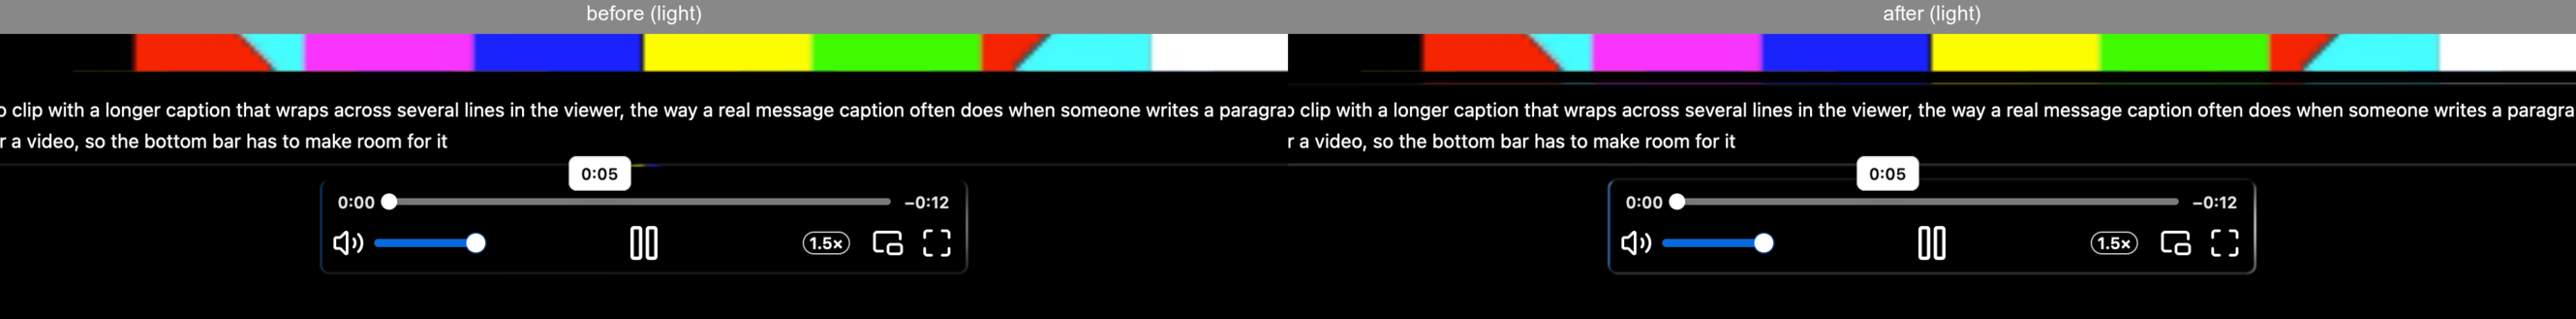 before (light)
after (light)
clip with a longer caption that wraps across several lines in the viewer, the way a real message caption often does when someone writes a
a video, so the bottom bar has to make room for it
0:05
0:00
−0:12
1.5×
clip with a longer caption that wraps across several lines in the viewer, the way a real message caption often does when someone writes a
a video, so the bottom bar has to make room for it
0:05
0:00
−0:12
1.5×